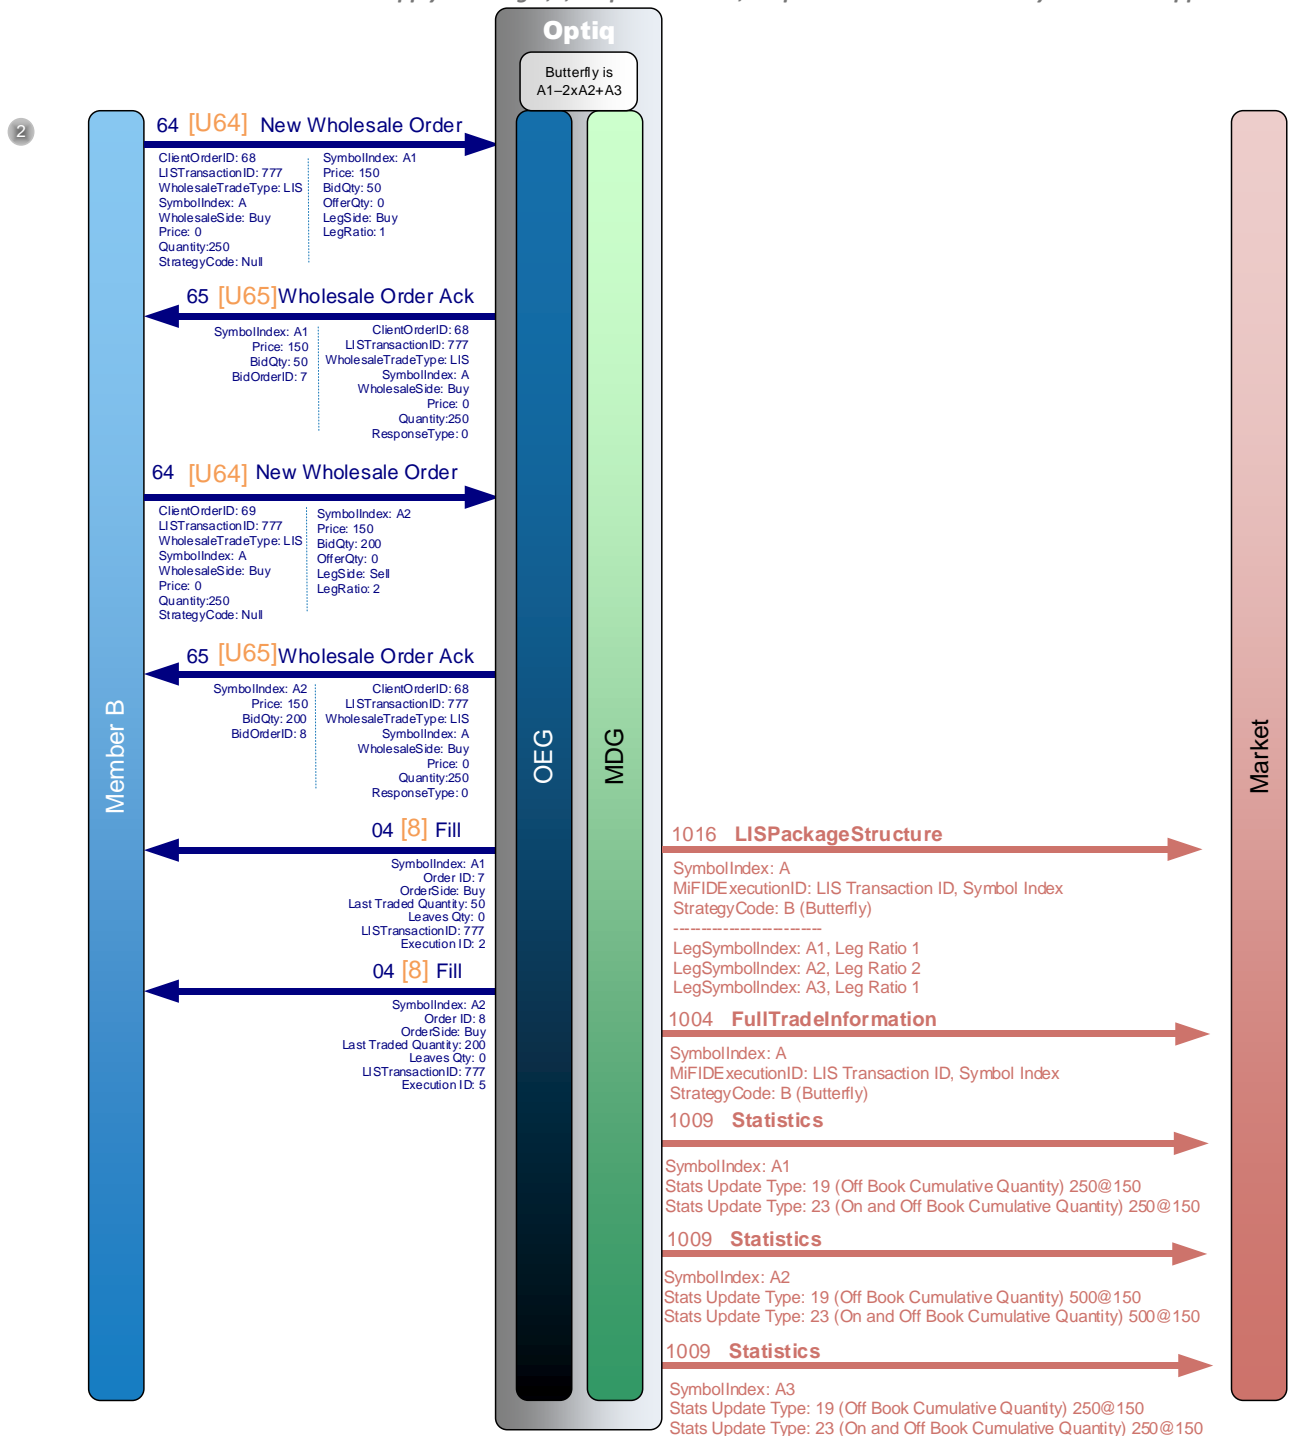 Optiq
Butterfly is
A1–2xA2+A3
2
64 [U64] New Wholesale Order
ClientOrderID: 68
LISTransactionID: 777
WholesaleTradeType: LIS
SymbolIndex: A
WholesaleSide: Buy
Price: 0
Quantity:250
StrategyCode: Null
SymbolIndex: A1
Price: 150
BidQty: 50
OfferQty: 0
LegSide: Buy
LegRatio: 1
65 [U65]Wholesale Order Ack
SymbolIndex: A1
Price: 150
BidQty: 50
BidOrderID: 7
ClientOrderID: 68
LISTransactionID: 777
WholesaleTradeType: LIS
SymbolIndex: A
WholesaleSide: Buy
Price: 0
Quantity:250
ResponseType: 0
64 [U64] New Wholesale Order
ClientOrderID: 69
LISTransactionID: 777
WholesaleTradeType: LIS
SymbolIndex: A
WholesaleSide: Buy
Price: 0
Quantity:250
StrategyCode: Null
SymbolIndex: A2
Price: 150
BidQty: 200
OfferQty: 0
LegSide: Sell
LegRatio: 2
65 [U65]Wholesale Order Ack
SymbolIndex: A2
Price: 150
BidQty: 200
BidOrderID: 8
ClientOrderID: 68
LISTransactionID: 777
WholesaleTradeType: LIS
SymbolIndex: A
WholesaleSide: Buy
Price: 0
Quantity:250
ResponseType: 0
Member B
OEG
MDG
Market
04 [8] Fill
SymbolIndex: A1
Order ID: 7
OrderSide: Buy
Last Traded Quantity: 50
Leaves Qty: 0
LISTransactionID: 777
Execution ID: 2
04 [8] Fill
SymbolIndex: A2
Order ID: 8
OrderSide: Buy
Last Traded Quantity: 200
Leaves Qty: 0
LISTransactionID: 777
Execution ID: 5
1016 LISPackageStructure
SymbolIndex: A
MiFIDExecutionID: LIS Transaction ID, Symbol Index
StrategyCode: B (Butterfly)
---------------------------
LegSymbolIndex: A1, Leg Ratio 1
LegSymbolIndex: A2, Leg Ratio 2
LegSymbolIndex: A3, Leg Ratio 1
1004 FullTradeInformation
SymbolIndex: A
MiFIDExecutionID: LIS Transaction ID, Symbol Index
StrategyCode: B (Butterfly)
1009 Statistics
SymbolIndex: A1
Stats Update Type: 19 (Off Book Cumulative Quantity) 250@150
Stats Update Type: 23 (On and Off Book Cumulative Quantity) 250@150
1009 Statistics
SymbolIndex: A2
Stats Update Type: 19 (Off Book Cumulative Quantity) 500@150
Stats Update Type: 23 (On and Off Book Cumulative Quantity) 500@150
1009 Statistics
SymbolIndex: A3
Stats Update Type: 19 (Off Book Cumulative Quantity) 250@150
Stats Update Type: 23 (On and Off Book Cumulative Quantity) 250@150